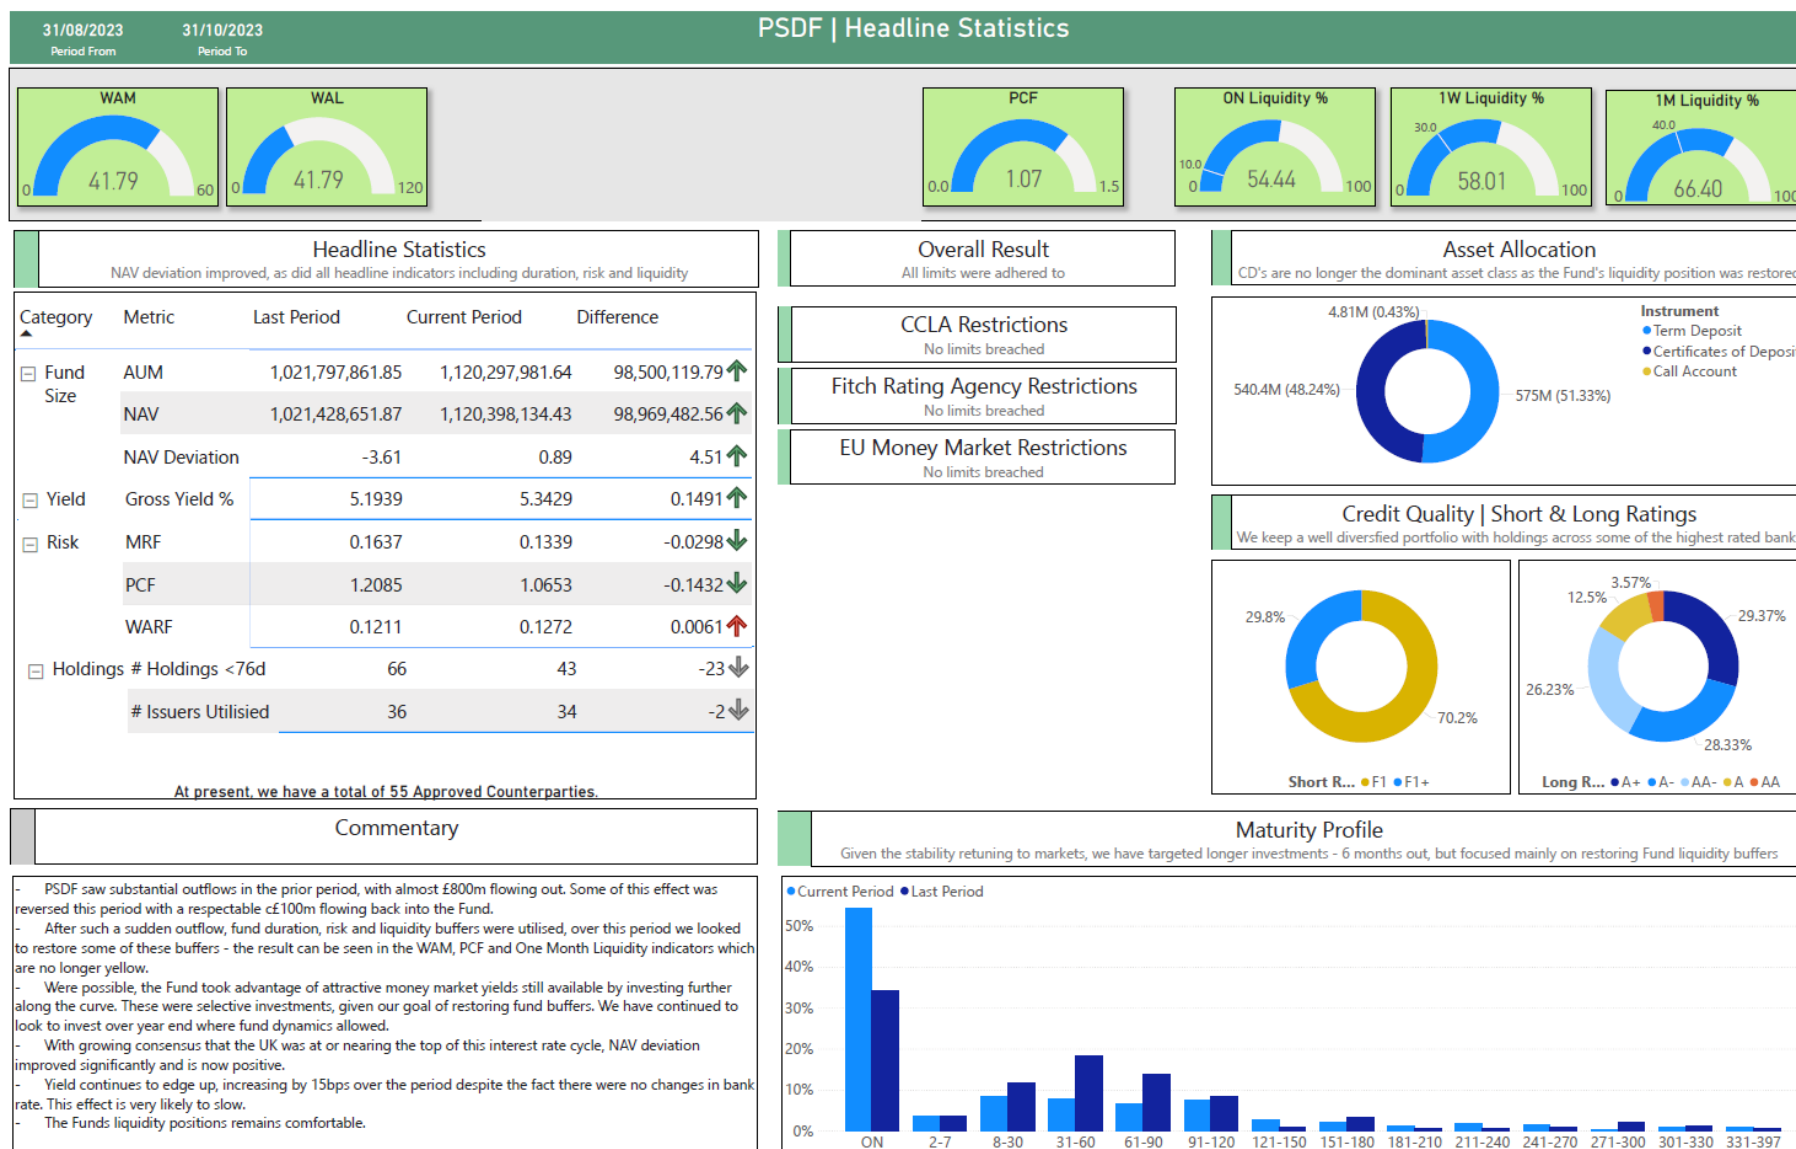 31/08/2023 31/10/2023 PSDF | Headline Statistics
Period From Period To
WAM
0 41.79 60
WAL
0 41.79 120
PCF
0.0 1.07 1.5
ON Liquidity %
10.0
0 54.44 100
1W Liquidity %
30.0
0 58.01 100
1M Liquidity %
40.0
0 66.40 100
Headline Statistics
NAV deviation improved, as did all headline indicators including duration, risk and liquidity
Category Metric Last Period Current Period Difference
Fund Size AUM 1,021,797,861.85 1,120,297,981.64 98,500,119.79
NAV 1,021,428,651.87 1,120,398,134.43 98,969,482.56
NAV Deviation -3.61 0.89 4.51
Yield Gross Yield % 5.1939 5.3429 0.1491
Risk MRF 0.1637 0.1339 -0.0298
PCF 1.2085 1.0653 -0.1432
WARF 0.1211 0.1272 0.0061
Holdings # Holdings <76d 66 43 -23
# Issuers Utilisied 36 34 -2
At present, we have a total of 55 Approved Counterparties.
Overall Result
All limits were adhered to
CCLA Restrictions
No limits breached
Fitch Rating Agency Restrictions
No limits breached
EU Money Market Restrictions
No limits breached
Asset Allocation
CD's are no longer the dominant asset class as the Fund's liquidity position was restored
4.81M (0.43%)
540.4M (48.24%)
575M (51.33%)
Instrument
Term Deposit
Certificates of Deposit
Call Account
Credit Quality | Short & Long Ratings
We keep a well diversfied portfolio with holdings across some of the highest rated bank
29.8%
70.2%
Short R... F1 F1+
3.57%
12.5%
29.37%
26.23%
28.33%
Long R... A+ A- AA- A AA
Commentary
- PSDF saw substantial outflows in the prior period, with almost £800m flowing out. Some of this effect was
reversed this period with a respectable c£100m flowing back into the Fund.
- After such a sudden outflow, fund duration, risk and liquidity buffers were utilised, over this period we looked
to restore some of these buffers - the result can be seen in the WAM, PCF and One Month Liquidity indicators which
are no longer yellow.
- Were possible, the Fund took advantage of attractive money market yields still available by investing further
along the curve. These were selective investments, given our goal of restoring fund buffers. We have continued to
look to invest over year end where fund dynamics allowed.
- With growing consensus that the UK was at or nearing the top of this interest rate cycle, NAV deviation
improved significantly and is now positive.
- Yield continues to edge up, increasing by 15bps over the period despite the fact there were no changes in bank
rate. This effect is very likely to slow.
- The Funds liquidity positions remains comfortable.
Maturity Profile
Given the stability retuning to markets, we have targeted longer investments - 6 months out, but focused mainly on restoring Fund liquidity buffers
Current Period Last Period
50%
40%
30%
20%
10%
0%
ON 2-7 8-30 31-60 61-90 91-120 121-150 151-180 181-210 211-240 241-270 271-300 301-330 331-397